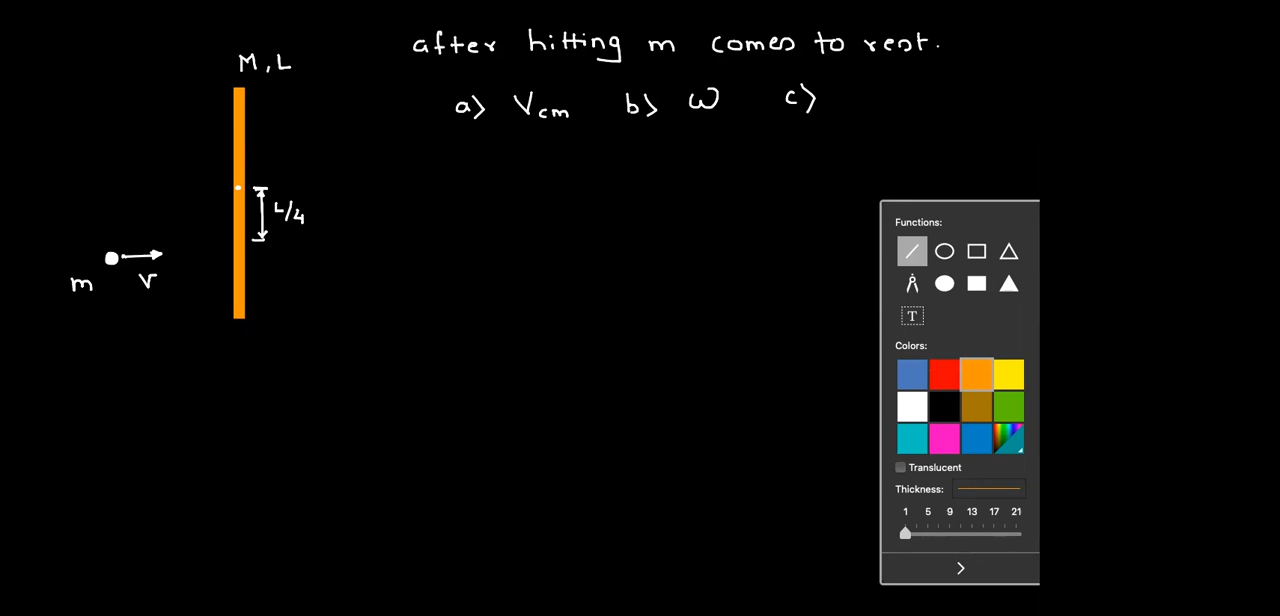 after hitting m comes to rest.
M, L
a) Vcm b) ω c)
L/4
m v
Functions:
T
Colors:
Translucent
Thickness:
1 5 9 13 17 21